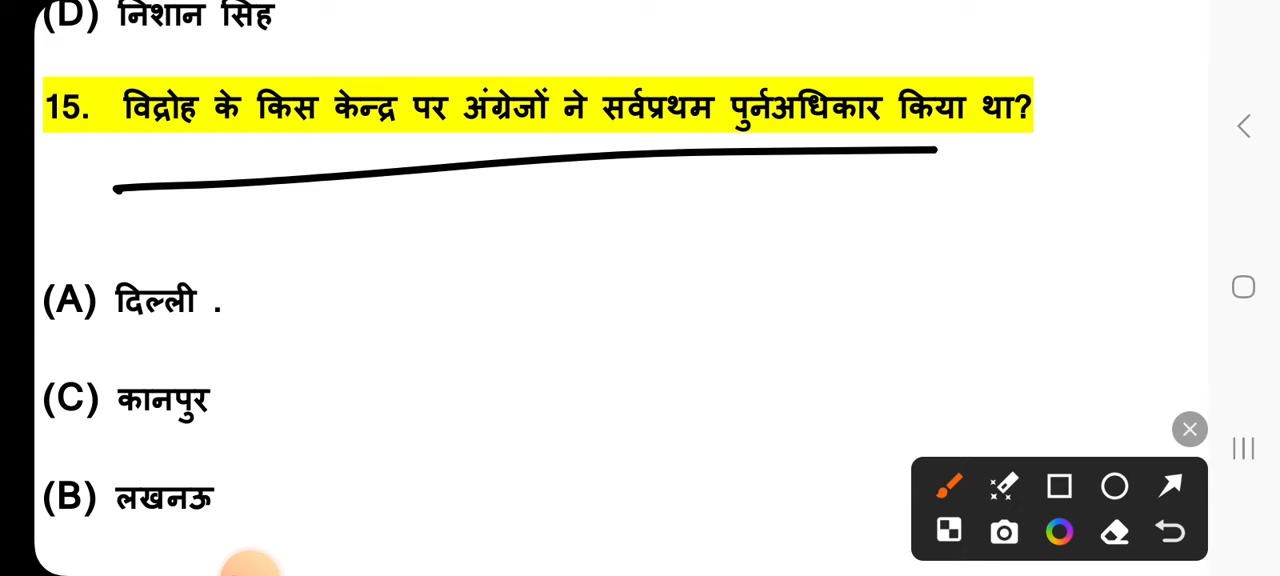 (D) निशान सिंह
15. विद्रोह के किस केन्द्र पर अंग्रेजों ने सर्वप्रथम पुर्नअधिकार किया था?
(A) दिल्ली .
(C) कानपुर
(B) लखनऊ